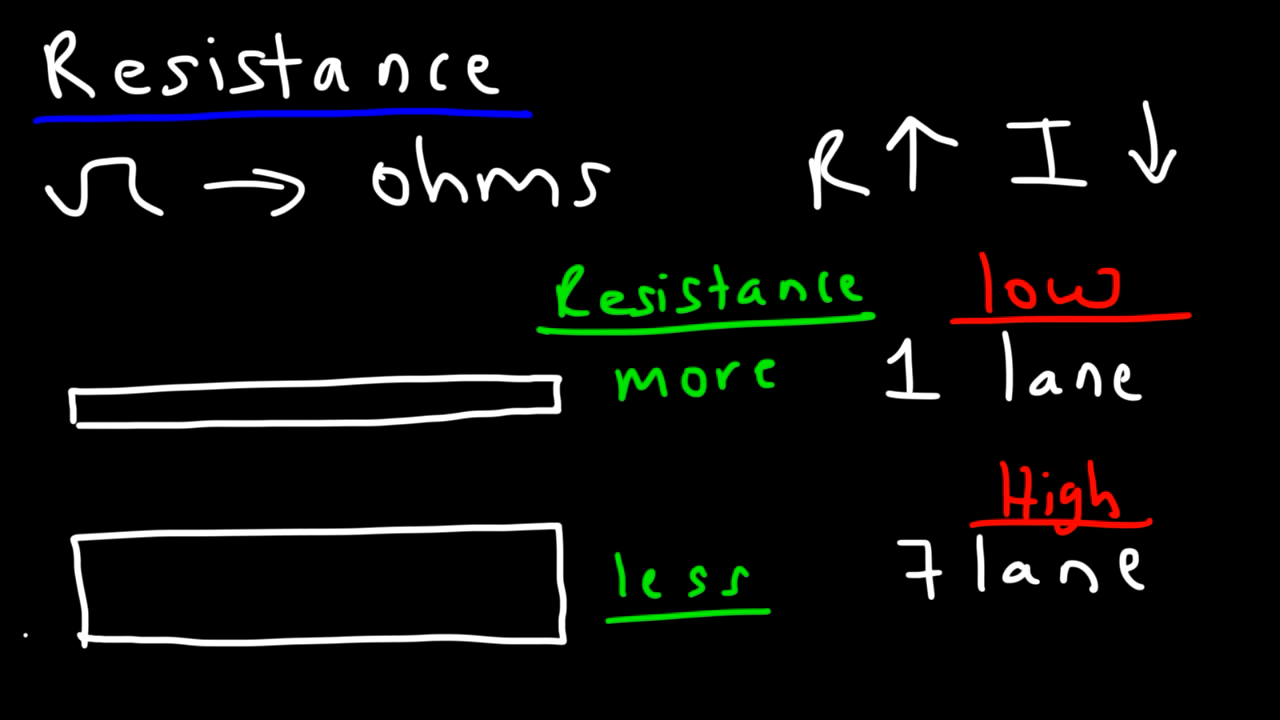 Resistance
Ω → ohms
R ↑ I ↓
Resistance
low
more
1 lane
High
less
7 lane